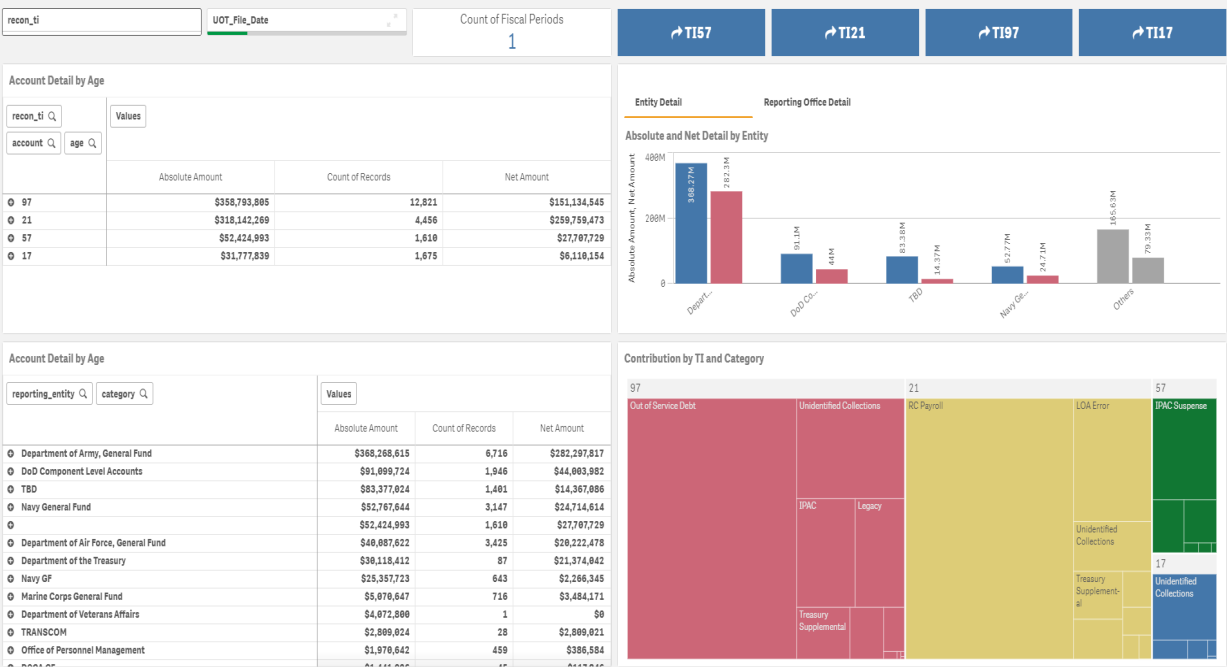 recon_ti
UOT_File_Date
Count of Fiscal Periods
1
TI57
TI21
TI97
TI17
Account Detail by Age
recon_ti
Values
account
age
Absolute Amount Count of Records Net Amount
97 $358,793,805 12,821 $151,134,545
21 $318,142,269 4,456 $259,759,473
57 $52,424,993 1,610 $27,707,729
17 $31,777,839 1,675 $6,110,154
Entity Detail
Reporting Office Detail
Absolute and Net Detail by Entity
Absolute Amount, Net Amount
400M
200M
0
368.27M
282.3M
91.1M
44M
83.38M
14.37M
52.77M
24.71M
165.63M
79.33M
Depart...
DoD Co...
TBD
Navy Ge...
Others
Account Detail by Age
reporting_entity
category
Values
Absolute Amount Count of Records Net Amount
Department of Army, General Fund $368,268,615 6,716 $282,297,817
DoD Component Level Accounts $91,099,724 1,946 $44,003,982
TBD $83,377,024 1,401 $14,367,086
Navy General Fund $52,767,644 3,147 $24,714,614
$52,424,993 1,610 $27,707,729
Department of Air Force, General Fund $40,087,622 3,425 $20,222,478
Department of the Treasury $30,118,412 87 $21,374,042
Navy GF $25,357,723 643 $2,266,345
Marine Corps General Fund $5,070,647 716 $3,484,171
Department of Veterans Affairs $4,072,800 1 $0
TRANSCOM $2,809,024 28 $2,809,021
Office of Personnel Management $1,970,642 459 $386,584
Contribution by TI and Category
97
Out of Service Debt
Unidentified Collections
IPAC
Legacy
Treasury
Supplemental
21
RC Payroll
LOA Error
Unidentified
Collections
Treasury
Supplement-
al
57
IPAC Suspense
17
Unidentified
Collections